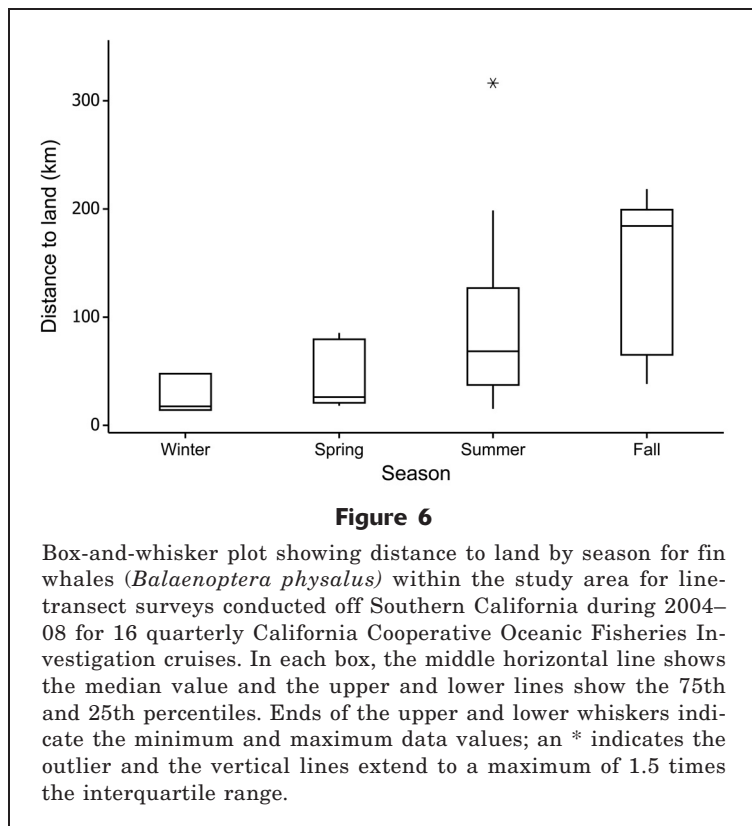 300
200
100
0
Distance to land (km)
*
Winter Spring Summer Fall
Season
Figure 6
Box-and-whisker plot showing distance to land by season for fin
whales (Balaenoptera physalus) within the study area for line-
transect surveys conducted off Southern California during 2004–
08 for 16 quarterly California Cooperative Oceanic Fisheries In-
vestigation cruises. In each box, the middle horizontal line shows
the median value and the upper and lower lines show the 75th
and 25th percentiles. Ends of the upper and lower whiskers indi-
cate the minimum and maximum data values; an * indicates the
outlier and the vertical lines extend to a maximum of 1.5 times
the interquartile range.